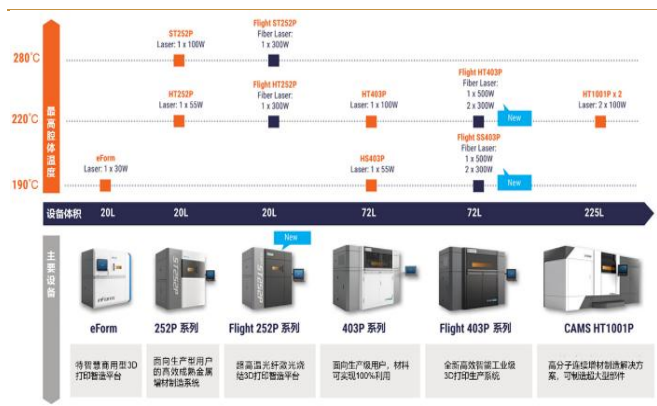 ST252P
Laser: 1 x 100W
Flight ST252P
Fiber Laser:
1 x 300W
280℃
HT252P
Laser: 1 x 55W
Flight HT252P
Fiber Laser:
1 x 300W
HT403P
Laser: 1 x 100W
Flight HT403P
Fiber Laser:
1 x 500W
2 x 300W
New
HT1001P x 2
Laser: 2 x 100W
220℃
最高腔体温度
eForm
Laser: 1 x 30W
HS403P
Laser: 1 x 55W
Flight SS403P
Fiber Laser:
1 x 500W
2 x 300W
New
190℃
设备体积 20L 20L 20L 72L 72L 225L
主要设备
New
ST252P
ST252P
eForm 252P 系列 Flight 252P 系列 403P 系列 Flight 403P 系列 CAMS HT1001P
特智慧商用型3D
打印智造平台
面向生产型用户
的高效成熟金属
增材制造系统
超高温光纤激光烧
结3D打印智造平台
面向生产级用户，材料
可实现100%利用
全新高效智能工业级
3D打印生产系统
高分子连续增材制造解决方
案，可制造超大型部件